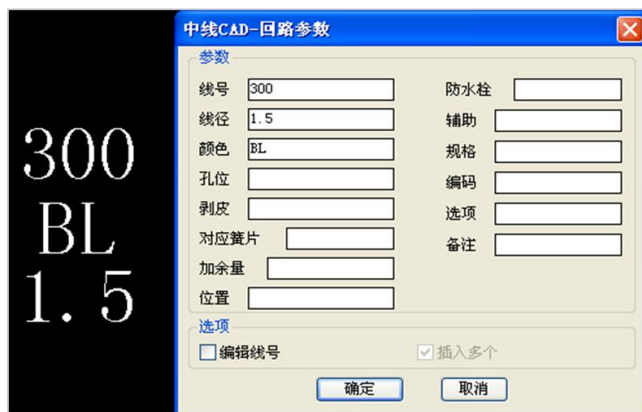 300
BL
1.5
中线CAD-回路参数
参数
线号 300
线径 1.5
颜色 BL
孔位
剥皮
对应簧片
加余量
位置
防水栓
辅助
规格
编码
选项
备注
选项
编辑线号
插入多个
确定
取消